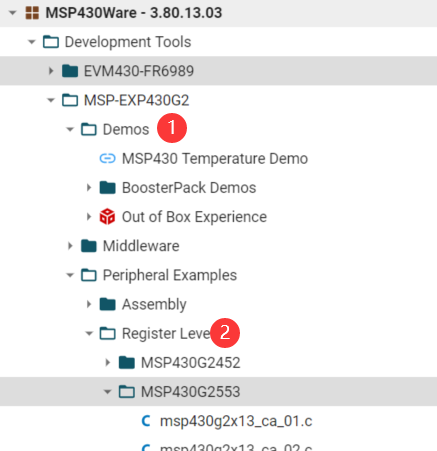 MSP430Ware - 3.80.13.03
Development Tools
EVM430-FR6989
MSP-EXP430G2
Demos 1
MSP430 Temperature Demo
BoosterPack Demos
Out of Box Experience
Middleware
Peripheral Examples
Assembly
Register Level 2
MSP430G2452
MSP430G2553
msp430g2x13_ca_01.c
msp430g2x13_ca_02.c